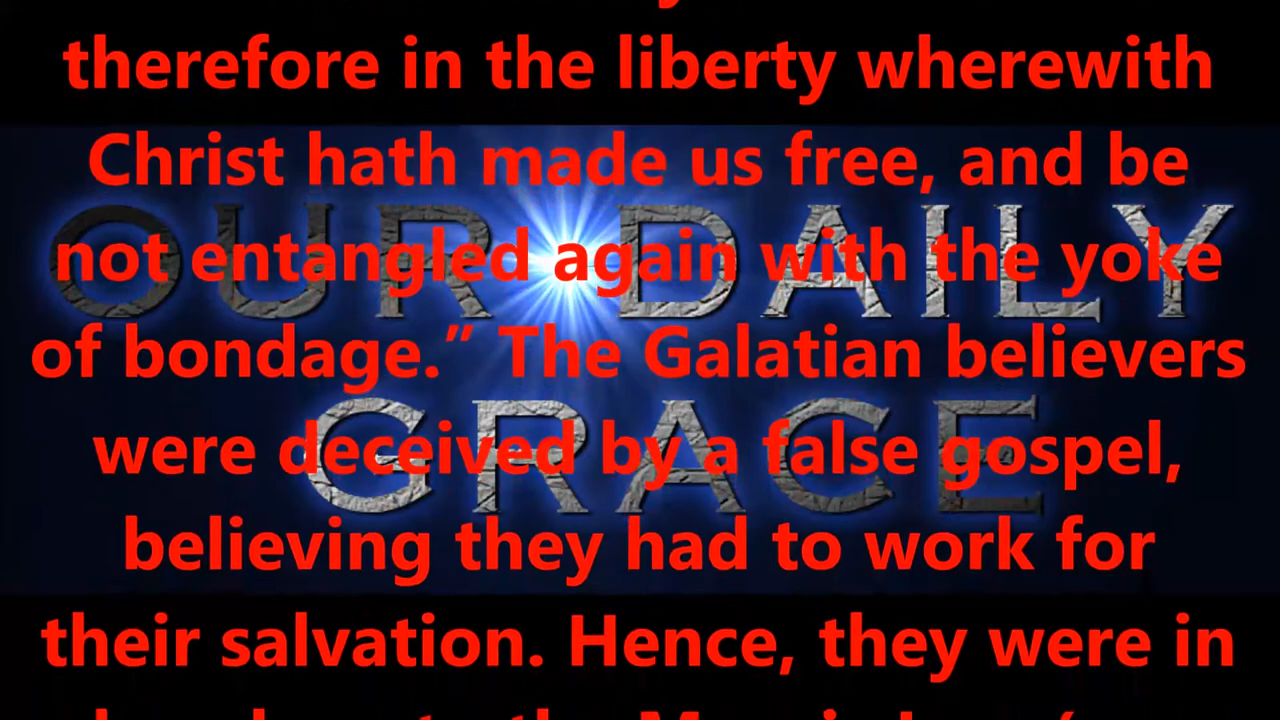 therefore in the liberty wherewith
Christ hath made us free, and be
OUR DAILY
not entangled again with the yoke
of bondage.” The Galatian believers
GRACE
were deceived by a false gospel,
believing they had to work for
their salvation. Hence, they were in